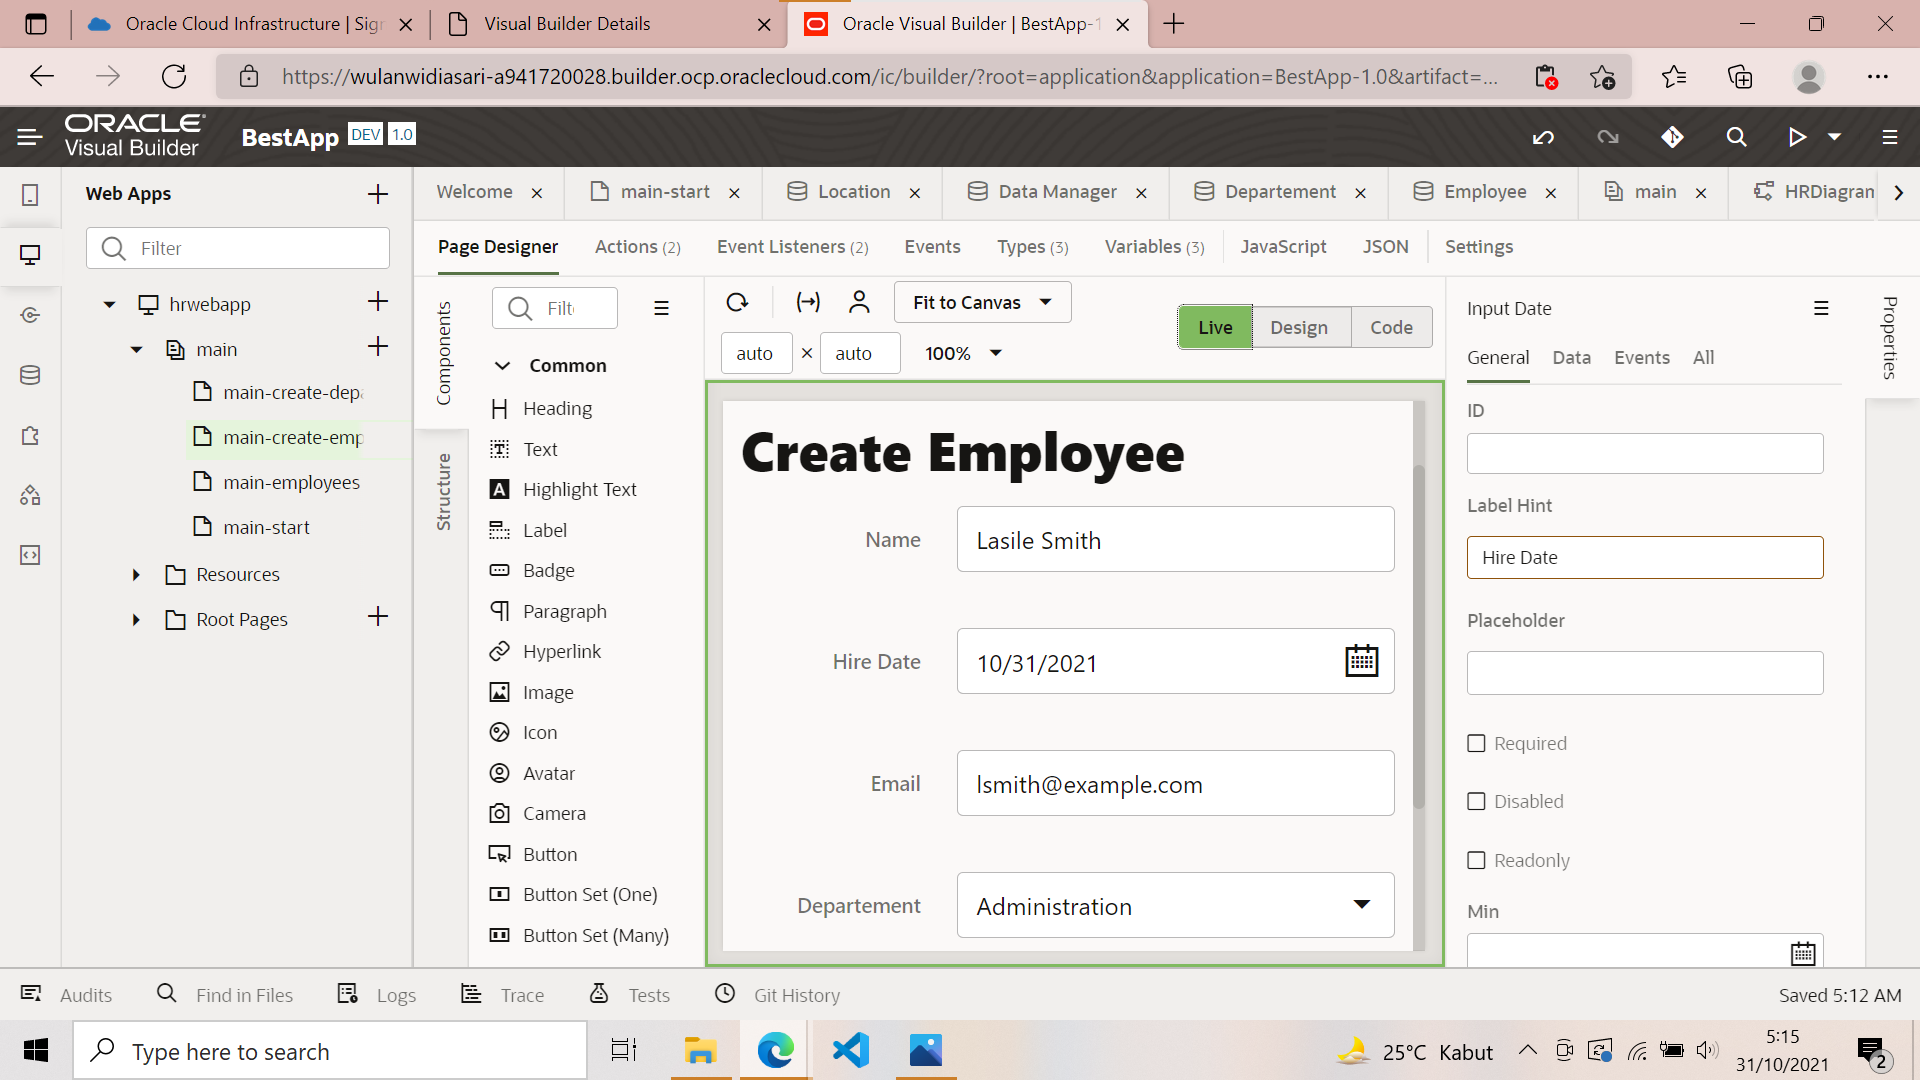 Oracle Cloud Infrastructure | Sig
Visual Builder Details
Oracle Visual Builder | BestApp-1
https://wulanwidiasari-a941720028.builder.ocp.oraclecloud.com/ic/builder/?root=application&application=BestApp-1.0&artifact=...
ORACLE
Visual Builder
BestApp DEV 1.0
Web Apps
Welcome
main-start
Location
Data Manager
Departement
Employee
main
HRDiagram
Filter
Page Designer
Actions (2)
Event Listeners (2)
Events
Types (3)
Variables (3)
JavaScript
JSON
Settings
hrwebapp
main
main-create-depa
main-create-emp
main-employees
main-start
Resources
Root Pages
Components
Structure
Filt
Common
Heading
Text
Highlight Text
Label
Badge
Paragraph
Hyperlink
Image
Icon
Avatar
Camera
Button
Button Set (One)
Button Set (Many)
Fit to Canvas
auto × auto 100%
Live Design Code
Create Employee
Name Lasile Smith
Hire Date 10/31/2021
Email lsmith@example.com
Departement Administration
Input Date
General Data Events All
ID
Label Hint
Hire Date
Placeholder
Required
Disabled
Readonly
Min
Properties
Audits
Find in Files
Logs
Trace
Tests
Git History
Saved 5:12 AM
Type here to search
25°C Kabut
5:15
31/10/2021
2